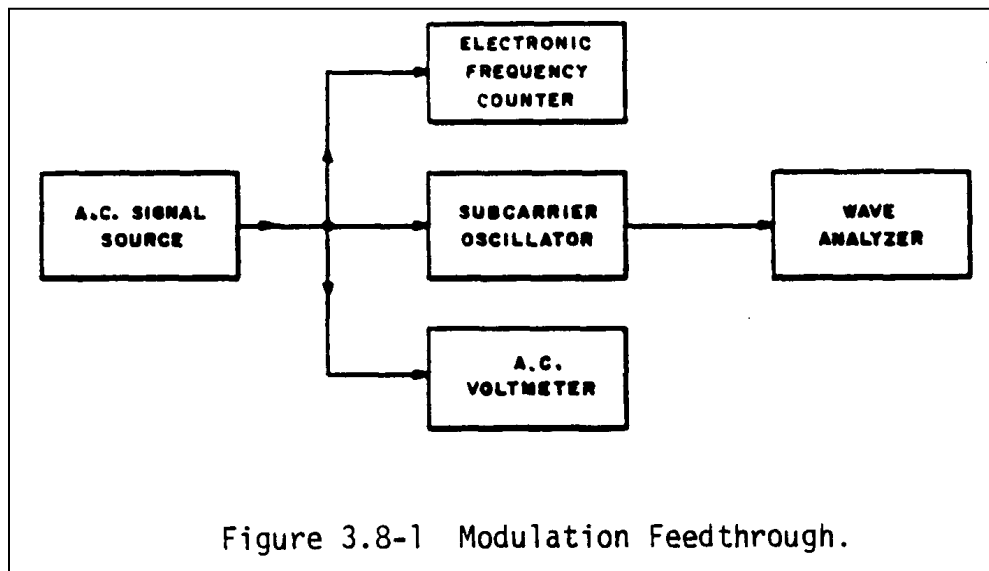 ELECTRONIC
FREQUENCY
COUNTER
A.C. SIGNAL
SOURCE
SUBCARRIER
OSCILLATOR
WAVE
ANALYZER
A.C.
VOLTMETER
Figure 3.8-1 Modulation Feedthrough.